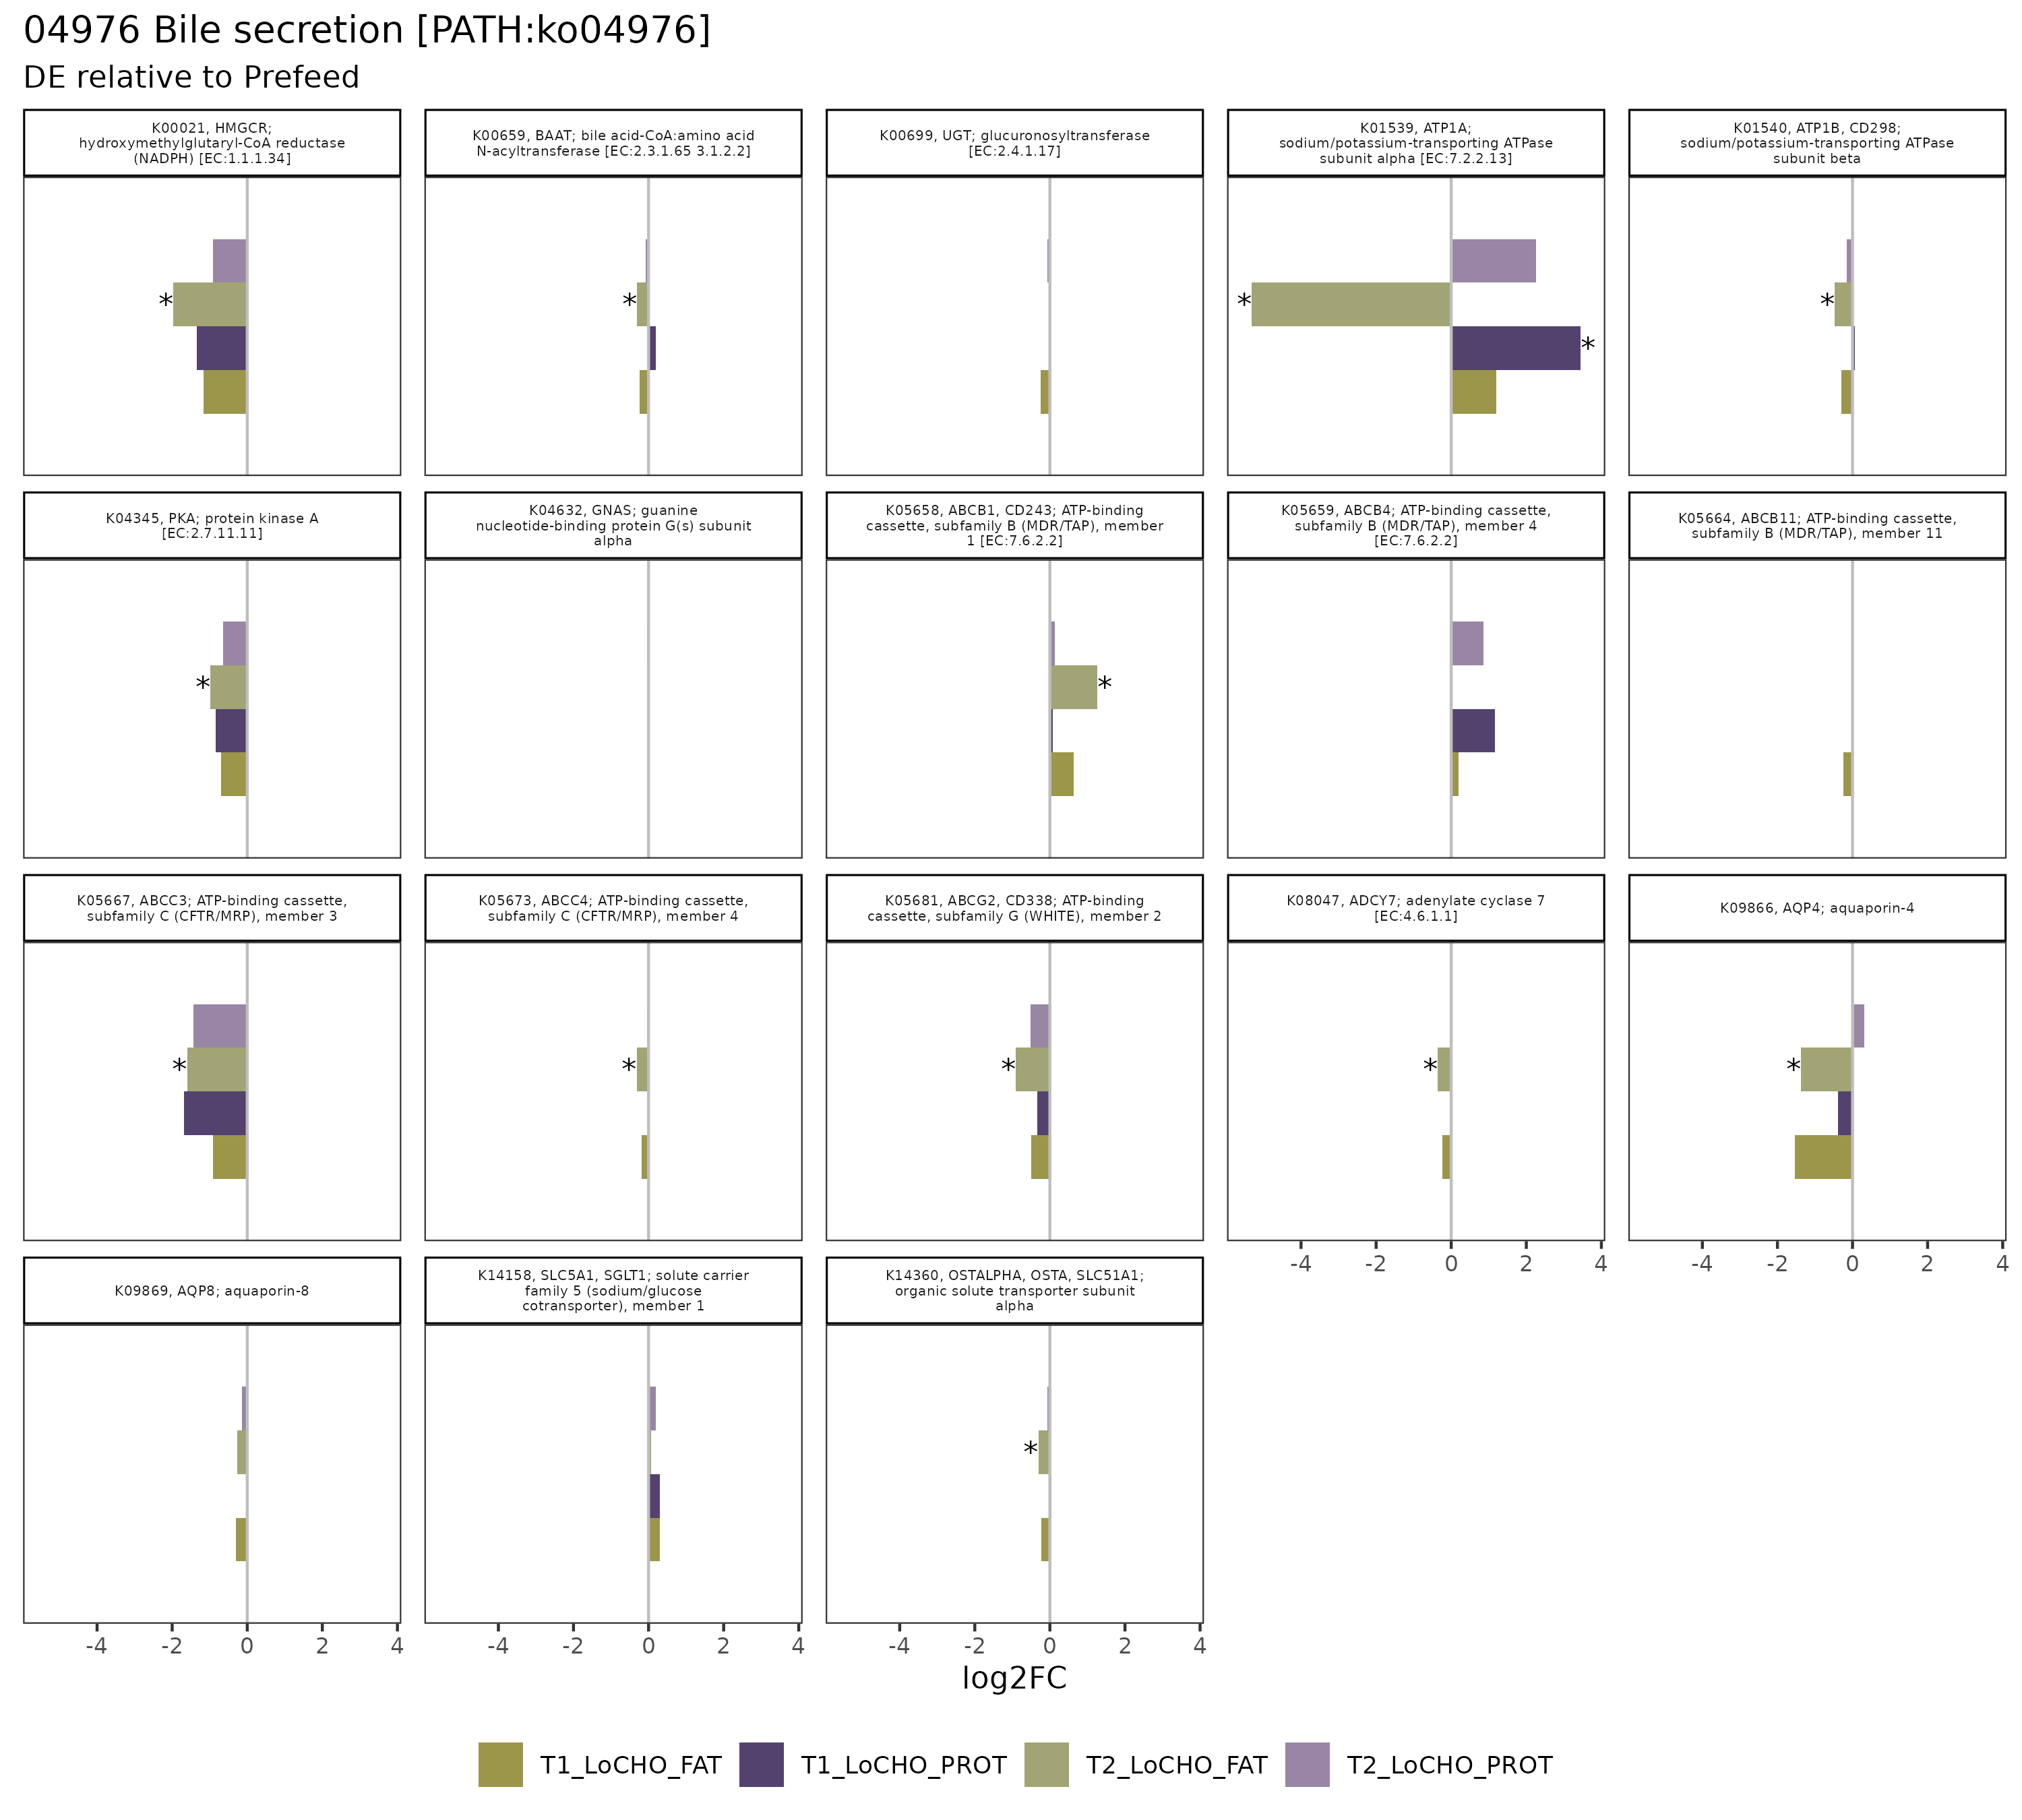 04976 Bile secretion [PATH:ko04976]
DE relative to Prefeed
K00021, HMGCR;
hydroxymethylglutaryl-CoA reductase
(NADPH) [EC:1.1.1.34]
K00659, BAAT; bile acid-CoA:amino acid
N-acyltransferase [EC:2.3.1.65 3.1.2.2]
K00699, UGT; glucuronosyltransferase
[EC:2.4.1.17]
K01539, ATP1A;
sodium/potassium-transporting ATPase
subunit alpha [EC:7.2.2.13]
K01540, ATP1B, CD298;
sodium/potassium-transporting ATPase
subunit beta
*
*
*
*
*
K04345, PKA; protein kinase A
[EC:2.7.11.11]
K04632, GNAS; guanine
nucleotide-binding protein G(s) subunit
alpha
K05658, ABCB1, CD243; ATP-binding
cassette, subfamily B (MDR/TAP), member
1 [EC:7.6.2.2]
K05659, ABCB4; ATP-binding cassette,
subfamily B (MDR/TAP), member 4
[EC:7.6.2.2]
K05664, ABCB11; ATP-binding cassette,
subfamily B (MDR/TAP), member 11
*
*
K05667, ABCC3; ATP-binding cassette,
subfamily C (CFTR/MRP), member 3
K05673, ABCC4; ATP-binding cassette,
subfamily C (CFTR/MRP), member 4
K05681, ABCG2, CD338; ATP-binding
cassette, subfamily G (WHITE), member 2
K08047, ADCY7; adenylate cyclase 7
[EC:4.6.1.1]
K09866, AQP4; aquaporin-4
*
*
*
*
*
-4 -2 0 2 4
-4 -2 0 2 4
K09869, AQP8; aquaporin-8
K14158, SLC5A1, SGLT1; solute carrier
family 5 (sodium/glucose
cotransporter), member 1
K14360, OSTALPHA, OSTA, SLC51A1;
organic solute transporter subunit
alpha
*
-4 -2 0 2 4
-4 -2 0 2 4
-4 -2 0 2 4
log2FC
T1_LoCHO_FAT
T1_LoCHO_PROT
T2_LoCHO_FAT
T2_LoCHO_PROT